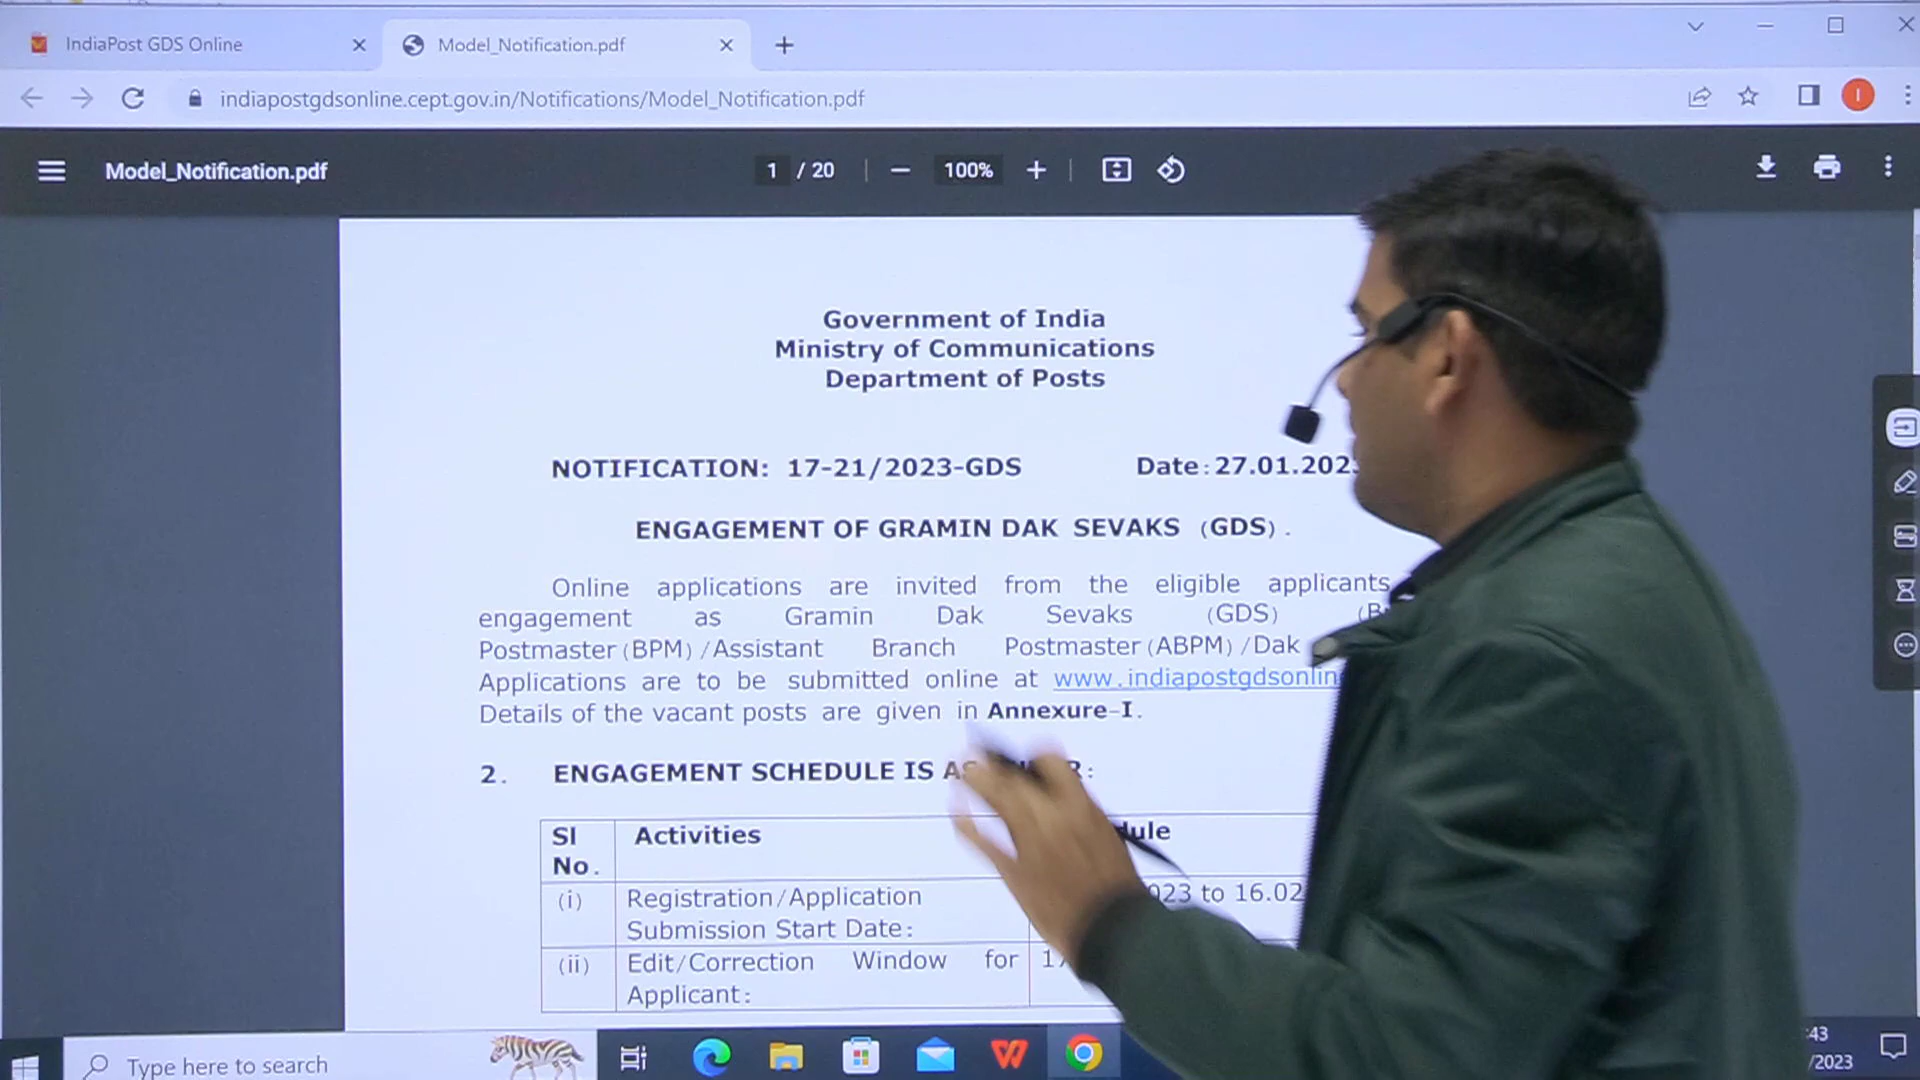 IndiaPost GDS Online
Model_Notification.pdf
indiapostgdsonline.cept.gov.in/Notifications/Model_Notification.pdf
I
Model_Notification.pdf
1 / 20
100%
Government of India
Ministry of Communications
Department of Posts
NOTIFICATION: 17-21/2023-GDS Date:27.01.202
ENGAGEMENT OF GRAMIN DAK SEVAKS (GDS).
Online applications are invited from the eligible applicants
engagement as Gramin Dak Sevaks (GDS)
Postmaster(BPM)/Assistant Branch Postmaster(ABPM)/Dak
Applications are to be submitted online at www.indiapostgdsonlin
Details of the vacant posts are given in Annexure-I.
2. ENGAGEMENT SCHEDULE IS
Sl Activities
No.
(i) Registration/Application 023 to 16.02
Submission Start Date:
(ii) Edit/Correction Window for
Applicant:
Type here to search
:43
/2023